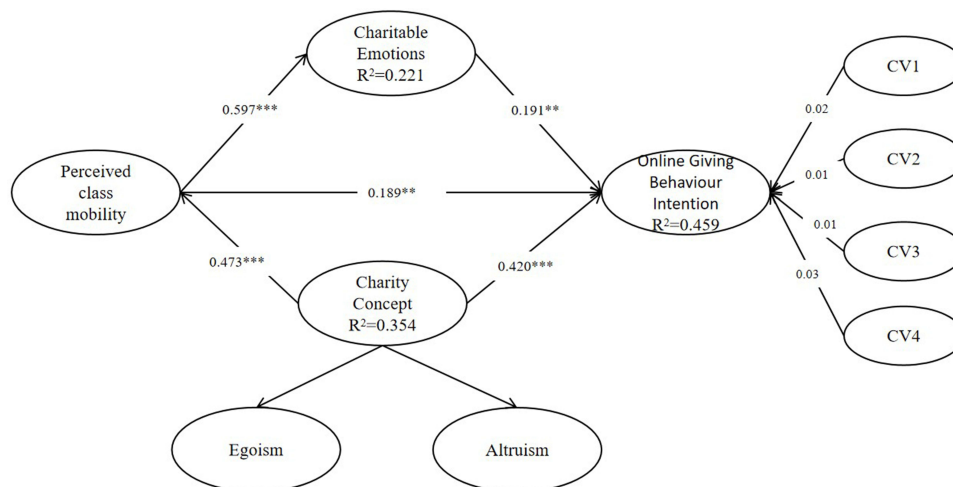 Charitable
Emotions
R²=0.221
0.597***
0.191**
Perceived
class
mobility
0.189**
Online Giving
Behaviour
Intention
R²=0.459
0.473***
0.420***
Charity
Concept
R²=0.354
Egoism
Altruism
CV1
0.02
CV2
0.01
CV3
0.01
CV4
0.03